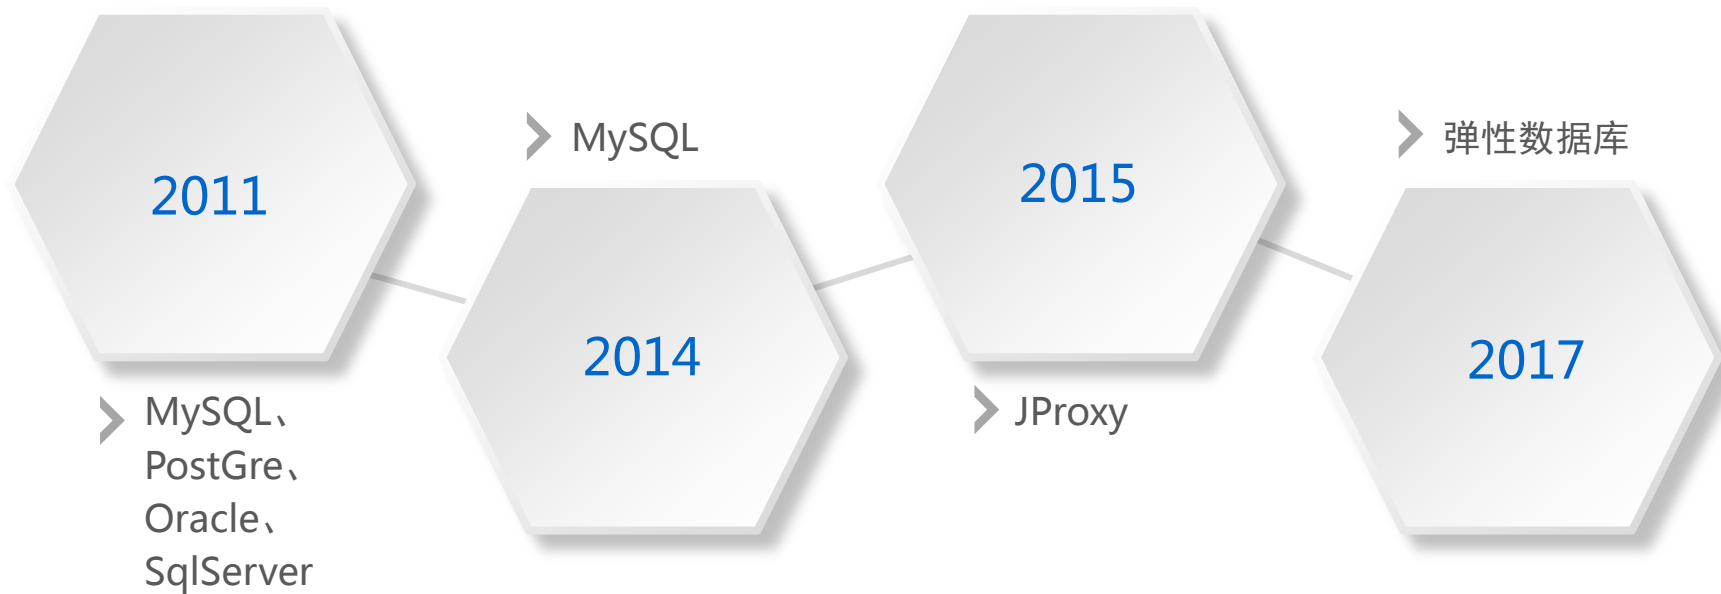 2011
MySQL、
PostGre、
Oracle、
SqlServer
MySQL
2014
2015
JProxy
弹性数据库
2017